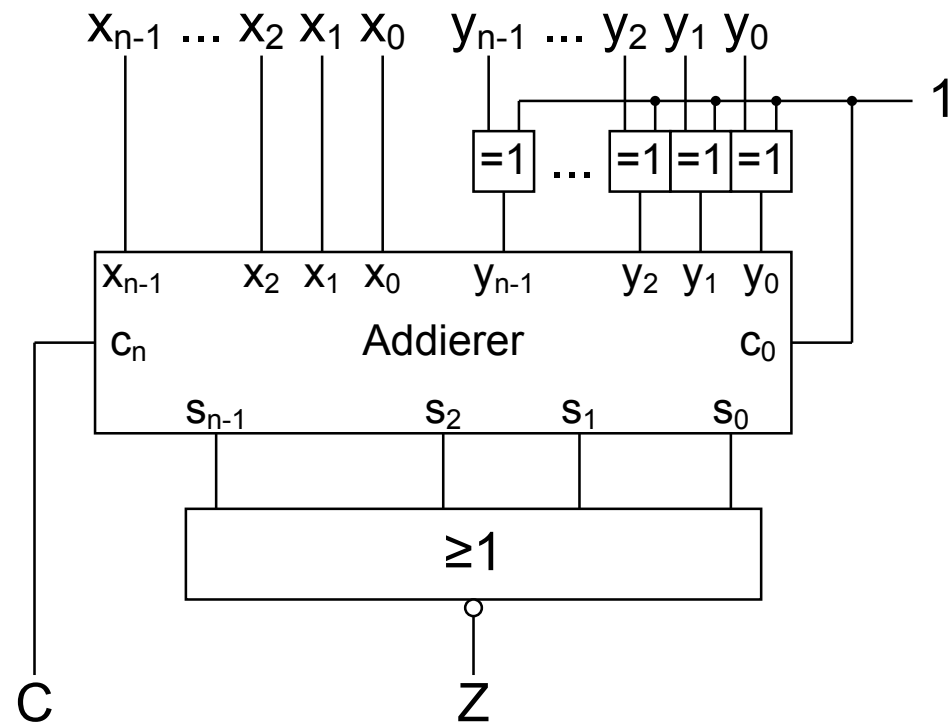 xn-1 ... x2 x1 x0 yn-1 ... y2 y1 y0
1
=1 ... =1 =1 =1
xn-1 x2 x1 x0 yn-1 y2 y1 y0
cn Addierer c0
sn-1 s2 s1 s0
≥1
C Z